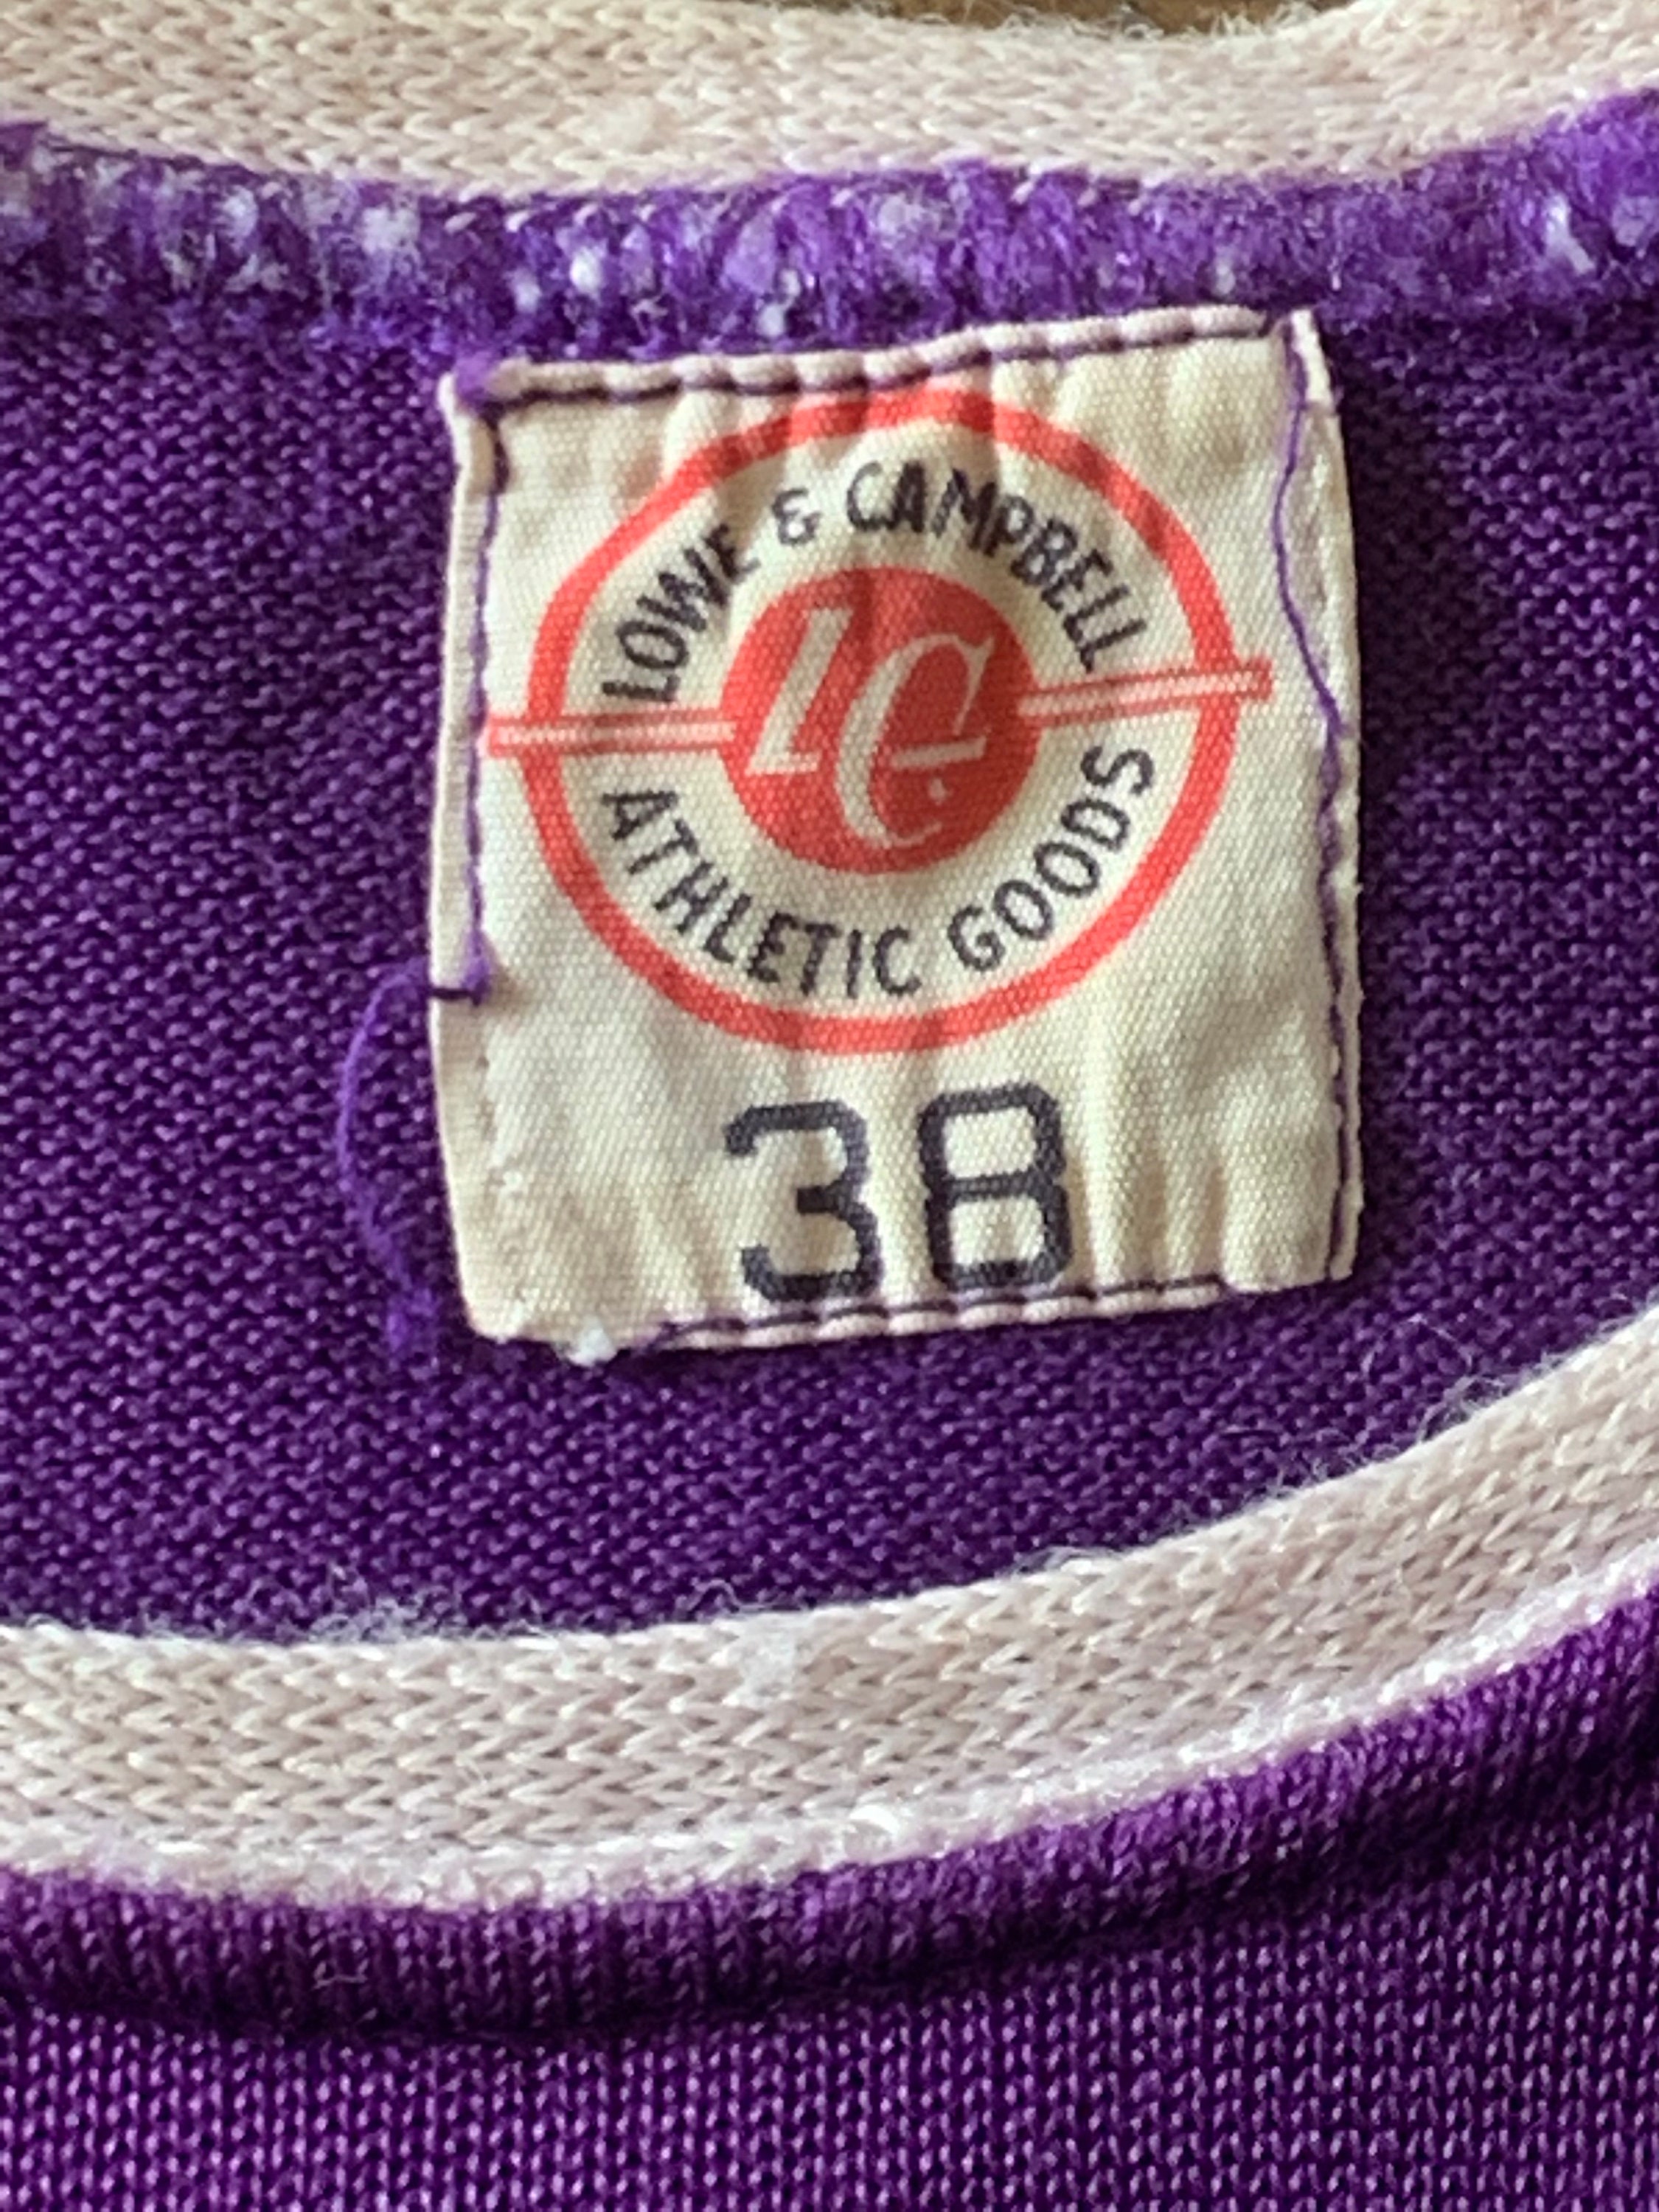 LOWE & CAMPBELL
LC
ATHLETIC GOODS
38